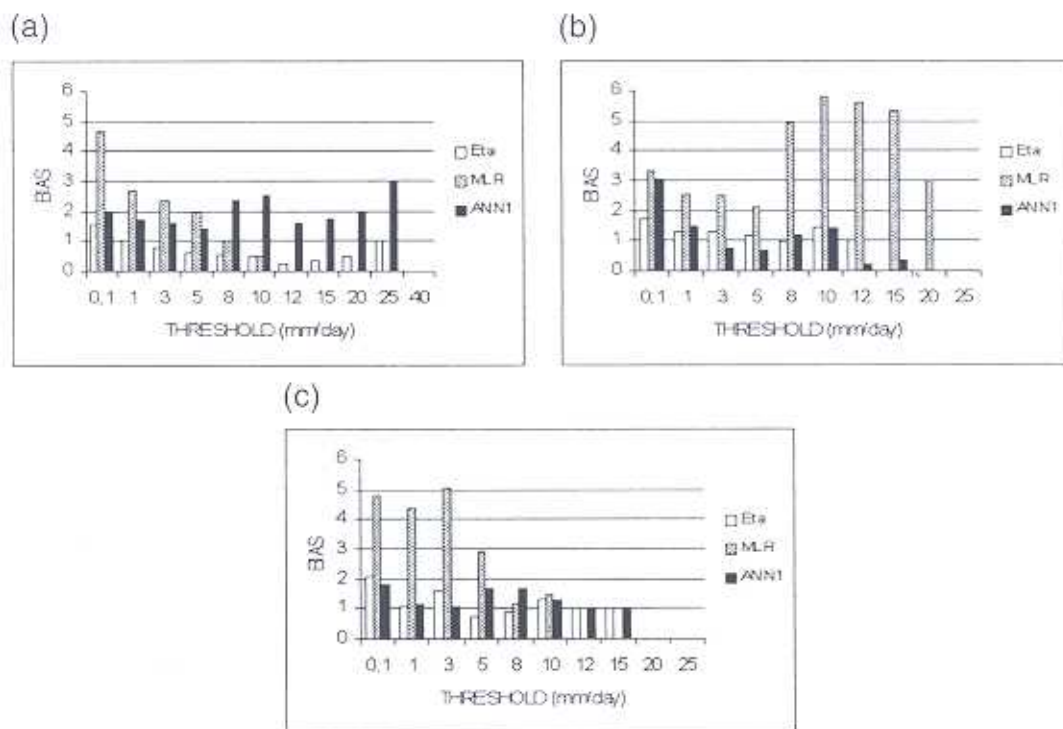 (a)
6
5
4
3
2
1
0
BIAS
0,1 1 3 5 8 10 12 15 20 25 40
THRESHOLD (mm/day)
Eta
MLR
ANN1
(b)
6
5
4
3
2
1
0
BIAS
0,1 1 3 5 8 10 12 15 20 25
THRESHOLD (mm/day)
Eta
MLR
ANN1
(c)
6
5
4
3
2
1
0
BIAS
0,1 1 3 5 8 10 12 15 20 25
THRESHOLD (mm/day)
Eta
MLR
ANN1